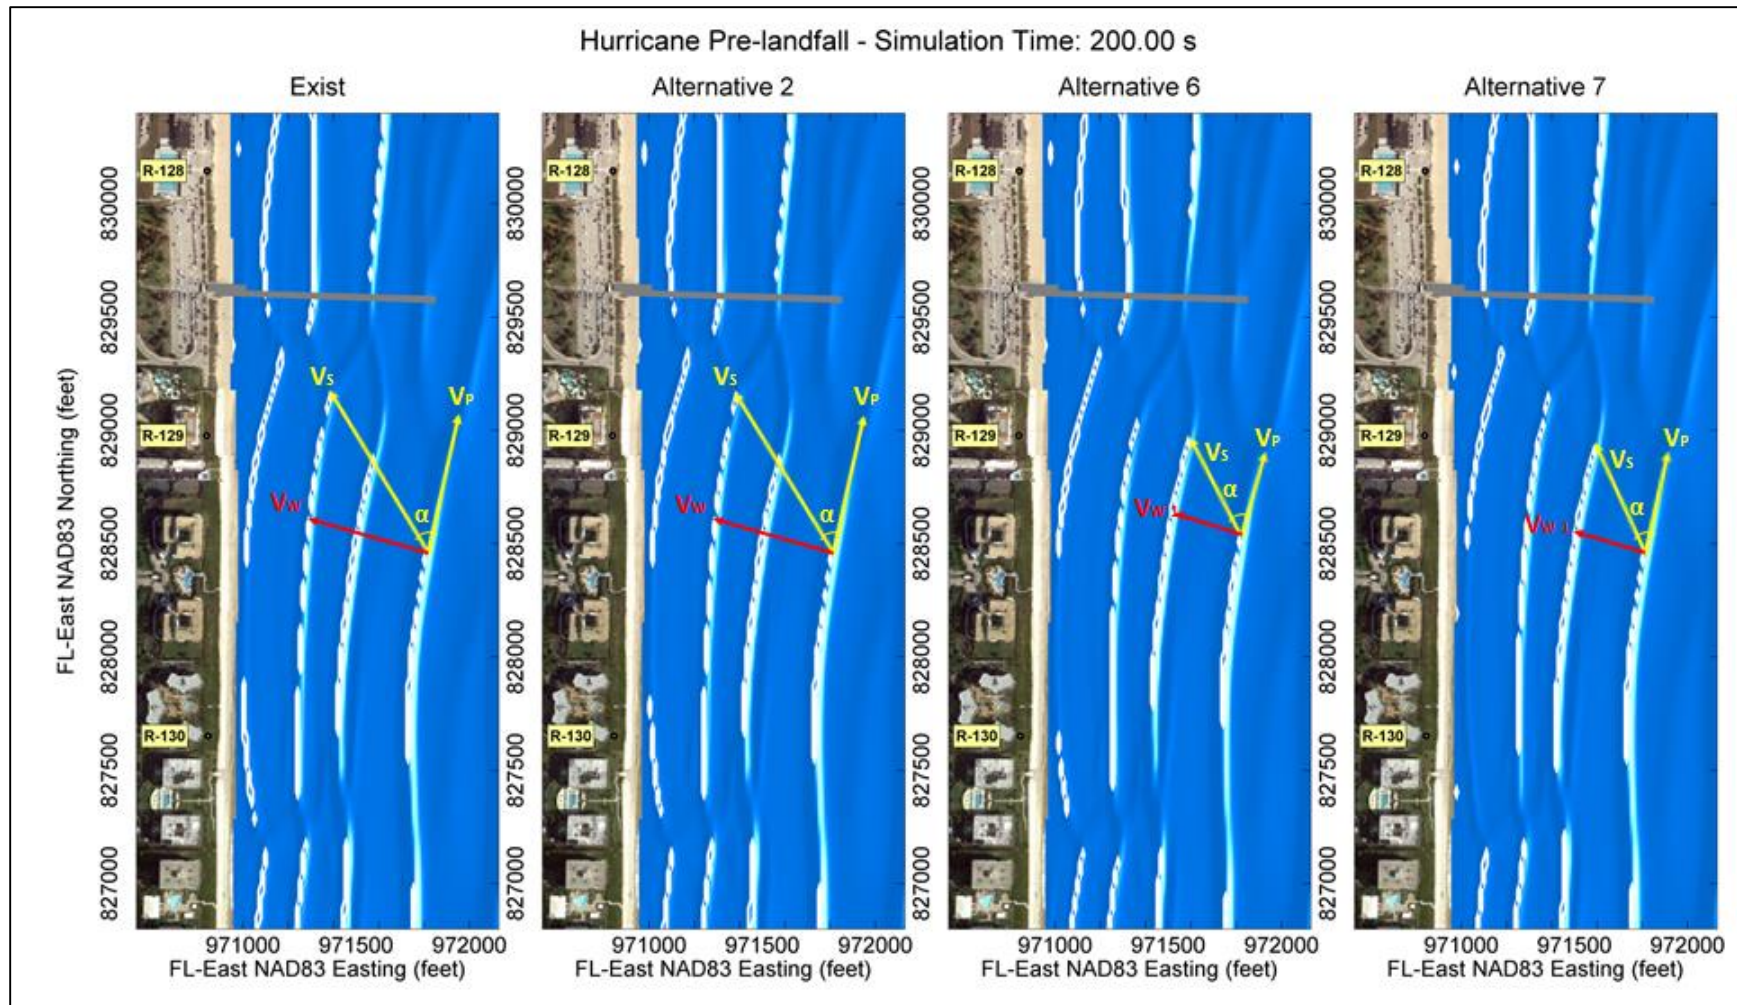 Hurricane Pre-landfall - Simulation Time: 200.00 s
Exist
Alternative 2
Alternative 6
Alternative 7
FL-East NAD83 Northing (feet)
830000
829500
829000
828500
828000
827500
827000
R-128
R-129
R-130
VS
VP
VW
α
971000 971500 972000
FL-East NAD83 Easting (feet)
830000
829500
829000
828500
828000
827500
827000
R-128
R-129
R-130
VS
VP
VW
α
971000 971500 972000
FL-East NAD83 Easting (feet)
830000
829500
829000
828500
828000
827500
827000
R-128
R-129
R-130
VS
VP
VW 1
α
971000 971500 972000
FL-East NAD83 Easting (feet)
830000
829500
829000
828500
828000
827500
827000
R-128
R-129
R-130
VS
VP
VW 1
α
971000 971500 972000
FL-East NAD83 Easting (feet)